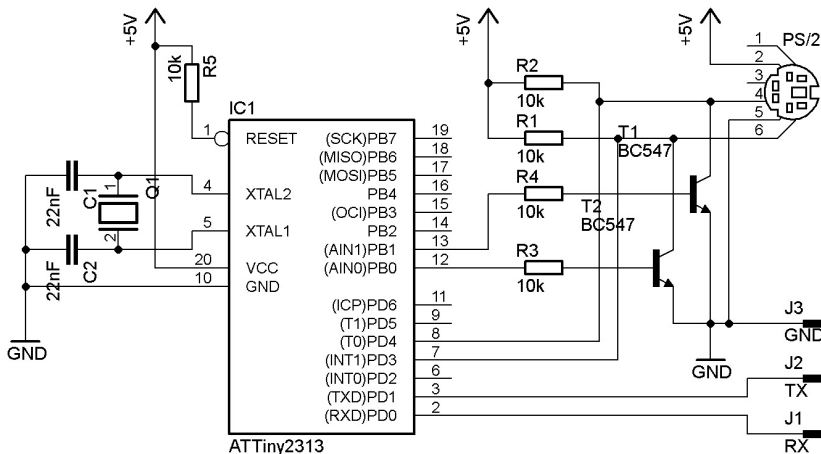 +5V
+5V
+5V
PS/2
1
2
3
4
5
6
10k
R5
R2
10k
R1
10k
T1
BC547
R4
10k
T2
BC547
R3
10k
IC1
1 RESET
4 XTAL2
5 XTAL1
20 VCC
10 GND
(SCK)PB7 19
(MISO)PB6 18
(MOSI)PB5 17
PB4 16
(OCI)PB3 15
PB2 14
(AIN1)PB1 13
(AIN0)PB0 12
(ICP)PD6 11
(T1)PD5 9
(T0)PD4 8
(INT1)PD3 7
(INT0)PD2 6
(TXD)PD1 3
(RXD)PD0 2
22nF
C1
1
2
Q1
22nF
C2
GND
GND
J3
GND
J2
TX
J1
RX
ATTiny2313